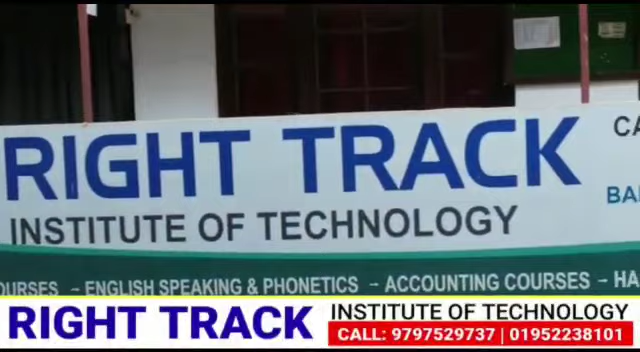 RIGHT TRACK
CA
INSTITUTE OF TECHNOLOGY
OURSES - ENGLISH SPEAKING & PHONETICS - ACCOUNTING COURSES - HA
RIGHT TRACK
INSTITUTE OF TECHNOLOGY
CALL: 9797529737 | 01952238101